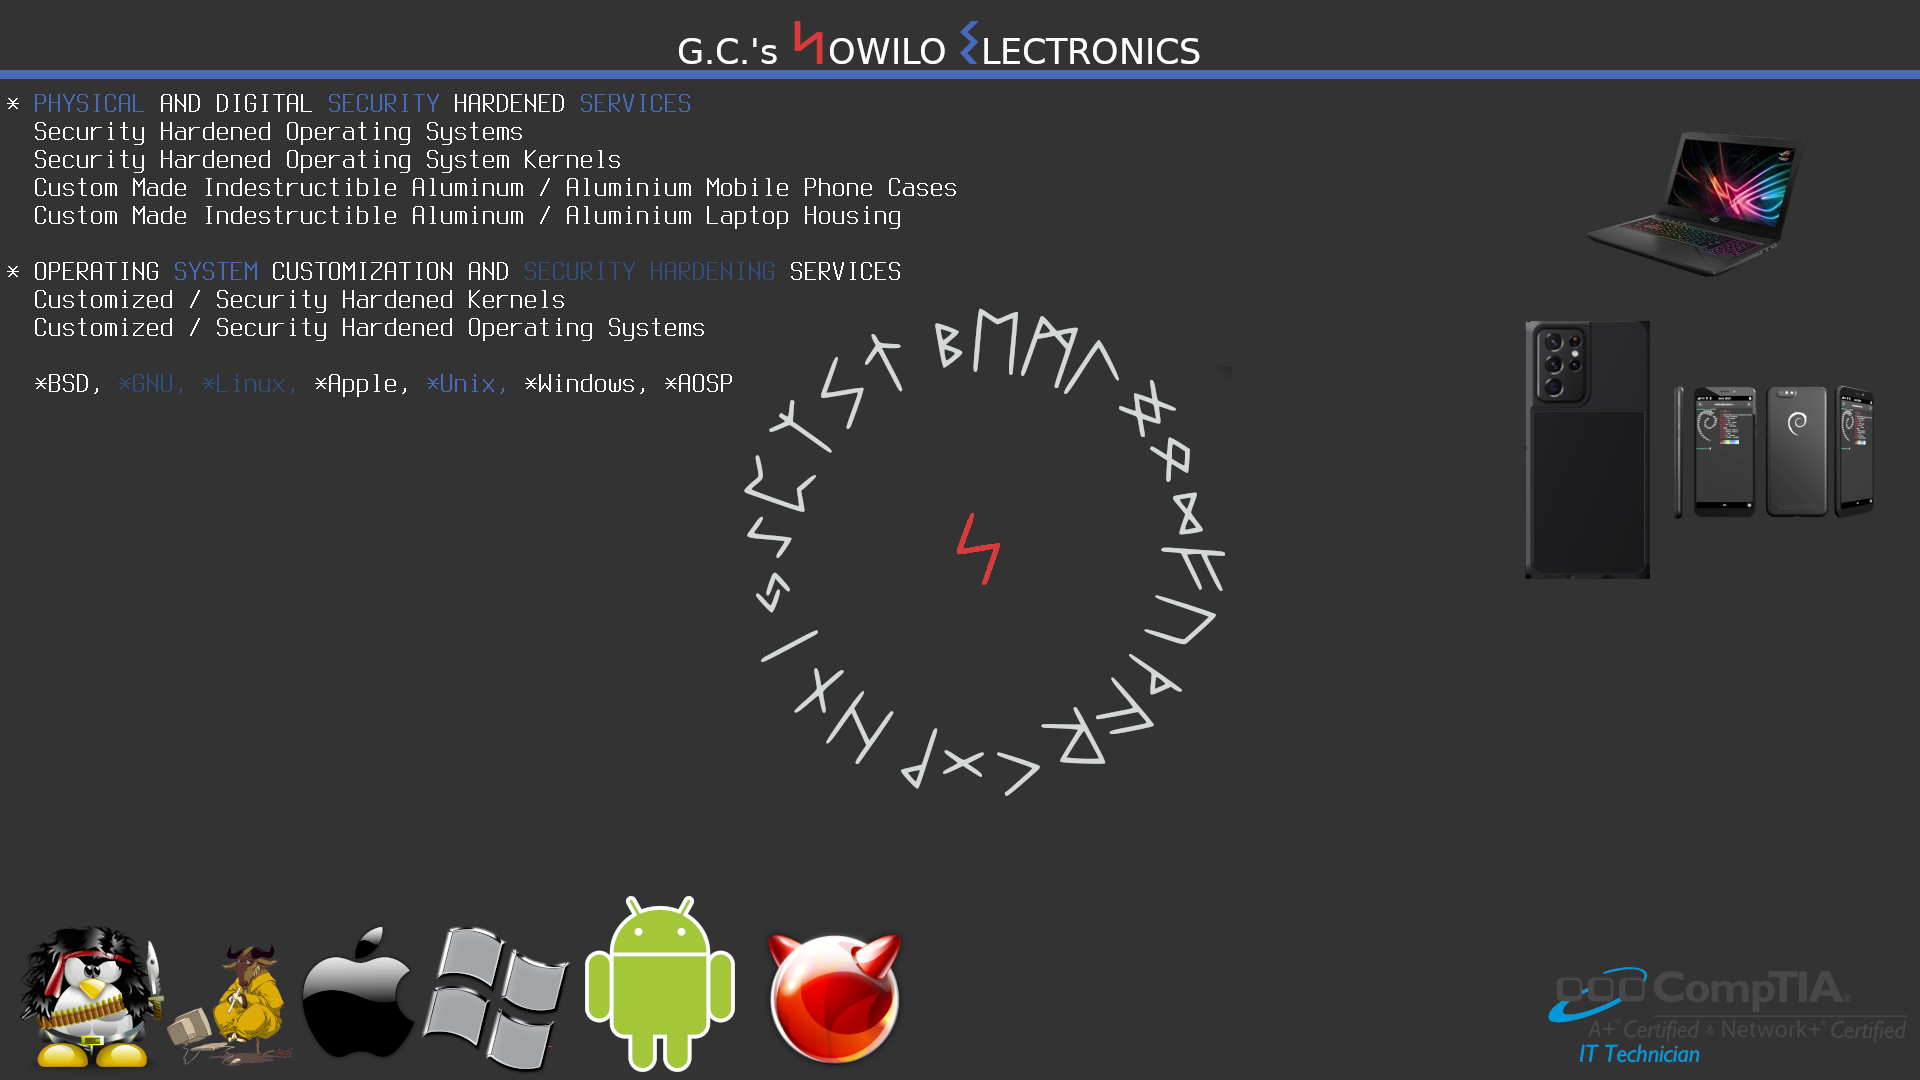 G.C.'s ᛋOWILO ΣLECTRONICS
* PHYSICAL AND DIGITAL SECURITY HARDENED SERVICES
Security Hardened Operating Systems
Security Hardened Operating System Kernels
Custom Made Indestructible Aluminum / Aluminium Mobile Phone Cases
Custom Made Indestructible Aluminum / Aluminium Laptop Housing
* OPERATING SYSTEM CUSTOMIZATION AND SECURITY HARDENING SERVICES
Customized / Security Hardened Kernels
Customized / Security Hardened Operating Systems
*BSD, *GNU, *Linux, *Apple, *Unix, *Windows, *AOSP
ᛒ ᛖ ᛗ ᛚ ᛝ ᛟ ᛞ ᚠ ᚢ ᚦ ᚨ ᚱ ᚲ ᚷ ᚹ ᚺ ᚾ ᛁ ᛃ ᛊ ᛈ ᛉ ᛊ ᛏ
ᛋ
CompTIA®
A+® Certified & Network+® Certified
IT Technician